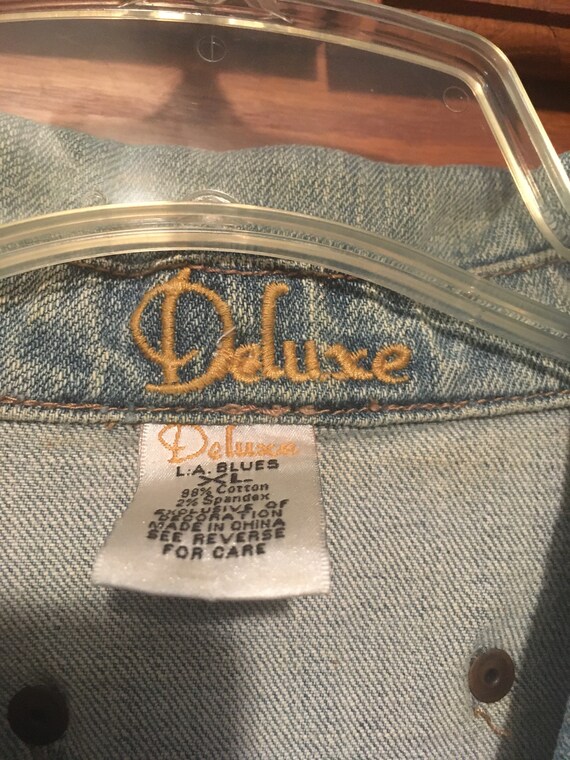 Deluxe
Deluxe
L.A. BLUES
XL
98% Cotton
2% Spandex
EXCLUSIVE OF
DECORATION
MADE IN CHINA
SEE REVERSE
FOR CARE